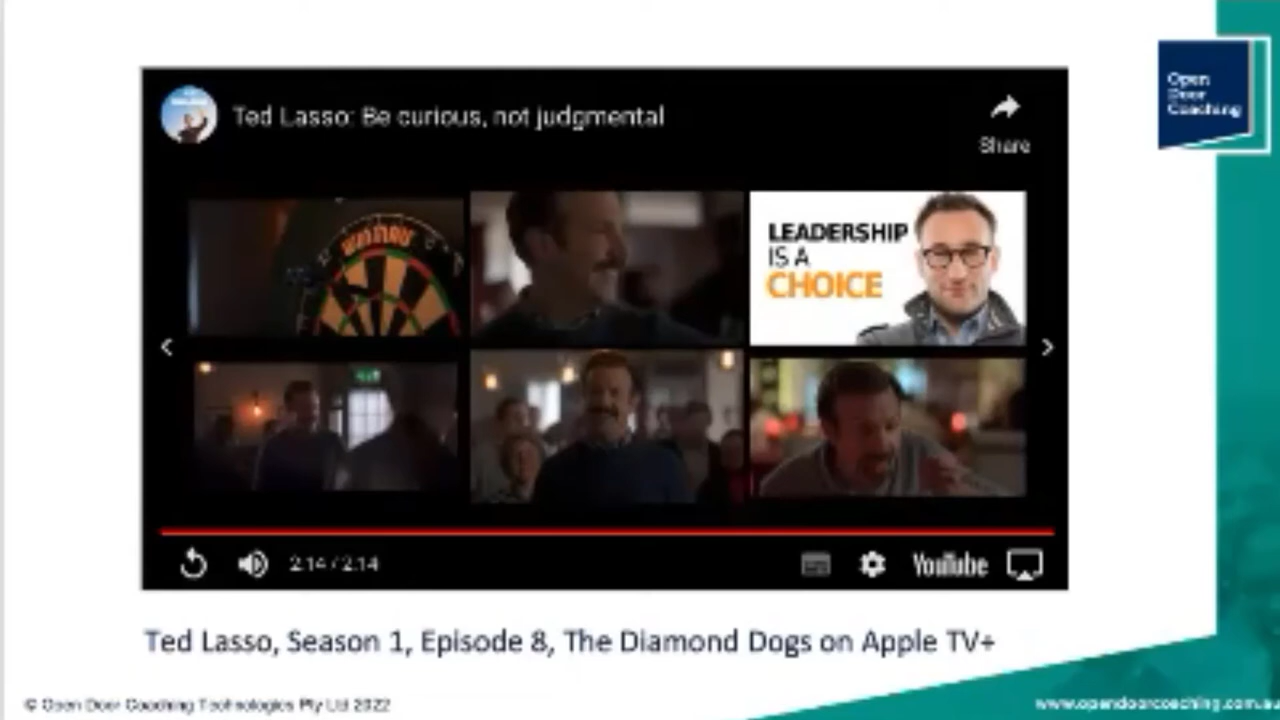 Open
Door
Coaching
Ted Lasso: Be curious, not judgmental
Share
LEADERSHIP
IS A
CHOICE
2:14 / 2:14
YouTube
Ted Lasso, Season 1, Episode 8, The Diamond Dogs on Apple TV+
© Open Door Coaching Technologies Pty Ltd 2022
www.opendoorcoaching.com.au